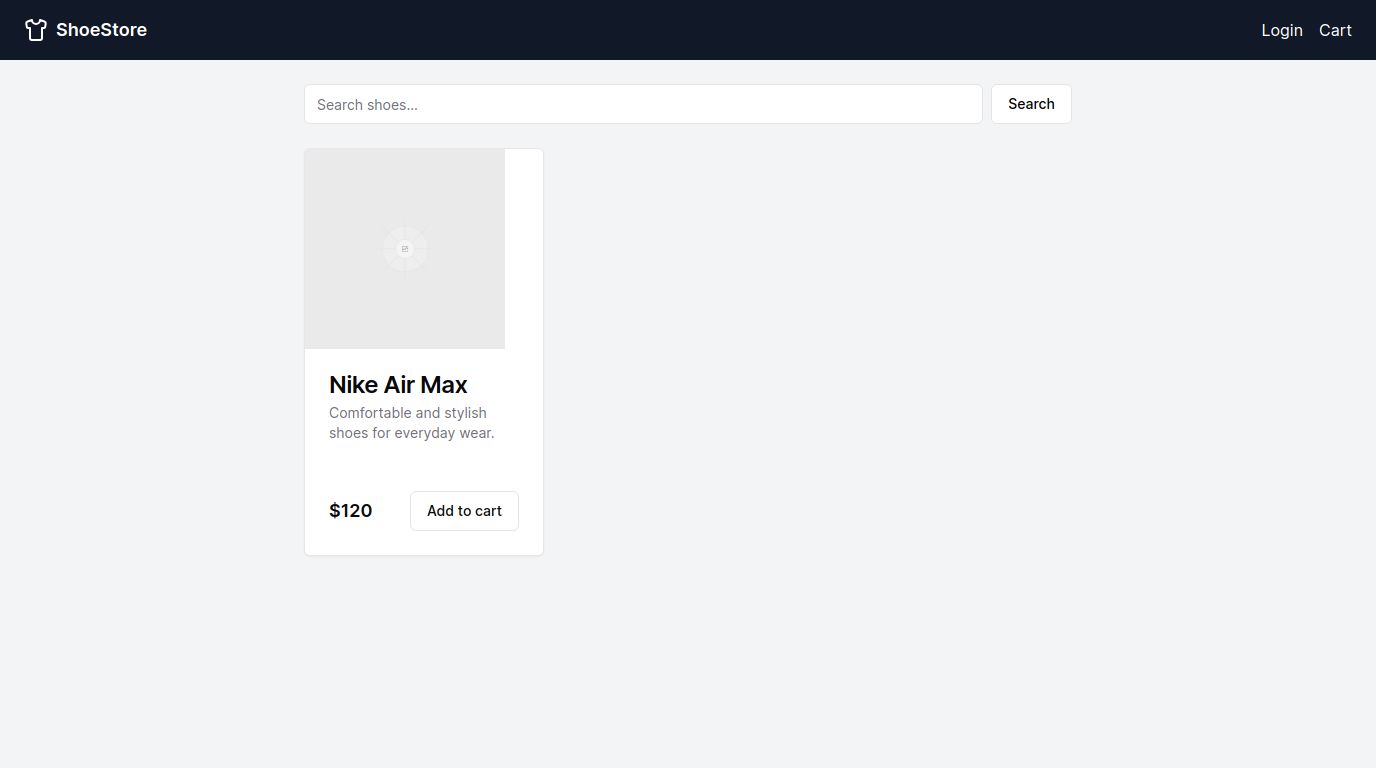 ShoeStore
Login Cart
Search shoes...
Search
Nike Air Max
Comfortable and stylish
shoes for everyday wear.
$120
Add to cart